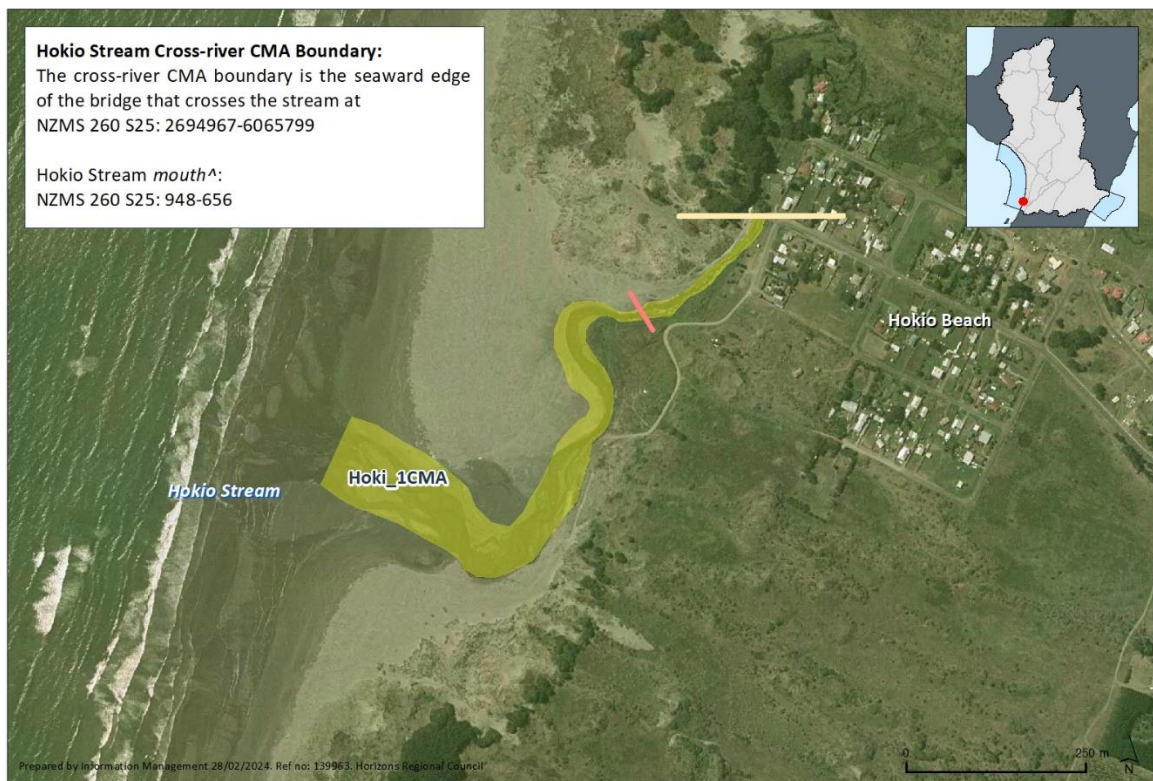 Hokio Stream Cross-river CMA Boundary:
The cross-river CMA boundary is the seaward edge
of the bridge that crosses the stream at
NZMS 260 S25: 2694967-6065799
Hokio Stream mouth^:
NZMS 260 S25: 948-656
Hokio Beach
Hoki_1CMA
Hokio Stream
Prepared by Information Management 28/02/2024. Ref no: 139963. Horizons Regional Council
0
250 m
N